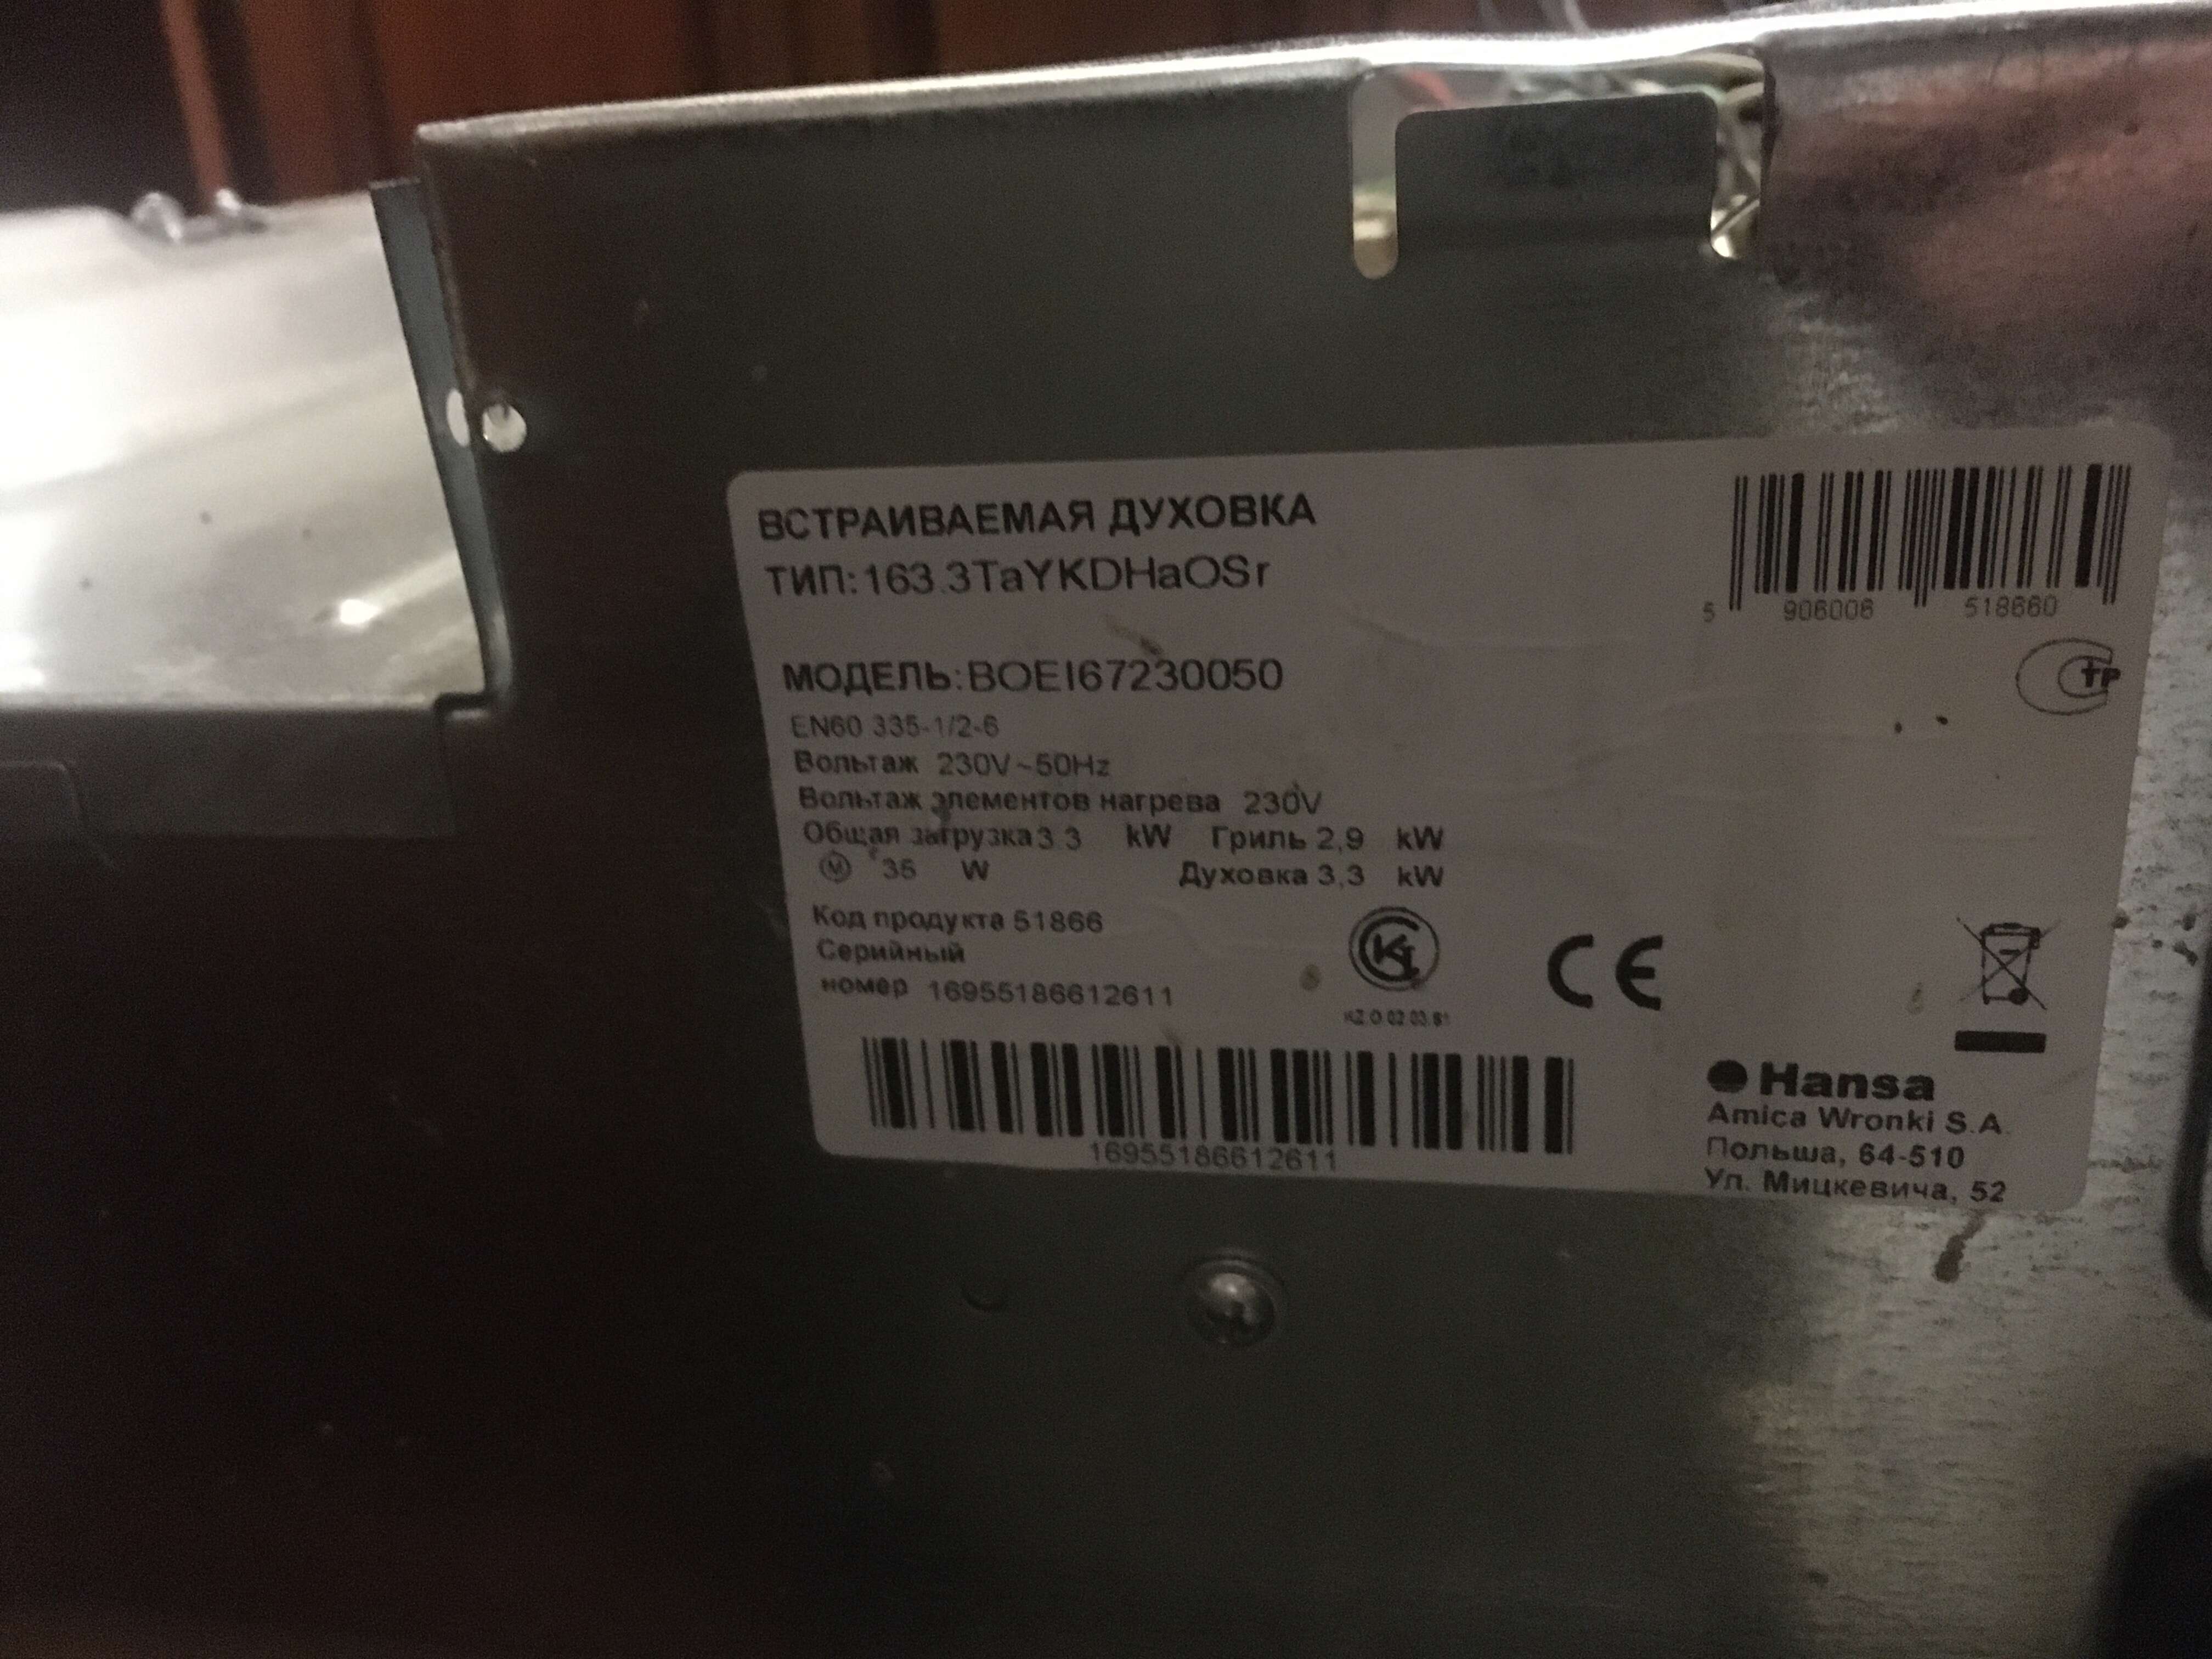 ВСТРАИВАЕМАЯ ДУХОВКА
ТИП: 163.3TaYKDHaOSr
5 906006 518660
МОДЕЛЬ: BOEI67230050
EN60 335-1/2-6
Вольтаж 230V~50Hz
Вольтаж элементов нагрева 230V
Общая загрузка 3.3 kW Гриль 2,9 kW
M 35 W Духовка 3,3 kW
Код продукта 51866
Серийный
номер 16955186612611
16955186612611
CE
Hansa
Amica Wronki S.A.
Польша, 64-510
Ул. Мицкевича, 52